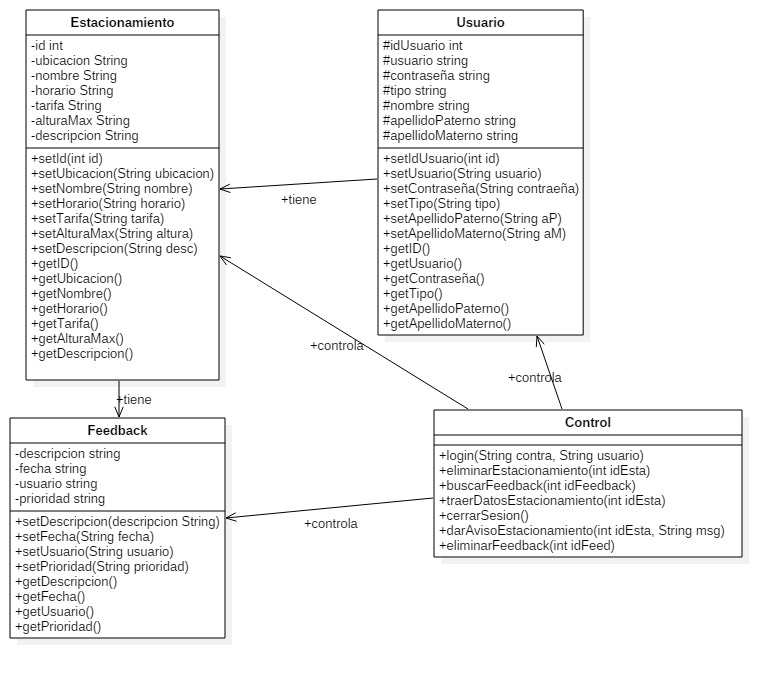 Estacionamiento
-id int
-ubicacion String
-nombre String
-horario String
-tarifa String
-alturaMax String
-descripcion String
+setId(int id)
+setUbicacion(String ubicacion)
+setNombre(String nombre)
+setHorario(String horario)
+setTarifa(String tarifa)
+setAlturaMax(String altura)
+setDescripcion(String desc)
+getID()
+getUbicacion()
+getNombre()
+getHorario()
+getTarifa()
+getAlturaMax()
+getDescripcion()
Usuario
#idUsuario int
#usuario string
#contraseña string
#tipo string
#nombre string
#apellidoPaterno string
#apellidoMaterno string
+setIdUsuario(int id)
+setUsuario(String usuario)
+setContraseña(String contraeña)
+setTipo(String tipo)
+setApellidoPaterno(String aP)
+setApellidoMaterno(String aM)
+getID()
+getUsuario()
+getContraseña()
+getTipo()
+getApellidoPaterno()
+getApellidoMaterno()
+tiene
+controla
+controla
+tiene
Feedback
-descripcion string
-fecha string
-usuario string
-prioridad string
+setDescripcion(descripcion String)
+setFecha(String fecha)
+setUsuario(String usuario)
+setPrioridad(String prioridad)
+getDescripcion()
+getFecha()
+getUsuario()
+getPrioridad()
+controla
Control
+login(String contra, String usuario)
+eliminarEstacionamiento(int idEsta)
+buscarFeedback(int idFeedback)
+traerDatosEstacionamiento(int idEsta)
+cerrarSesion()
+darAvisoEstacionamiento(int idEsta, String msg)
+eliminarFeedback(int idFeed)